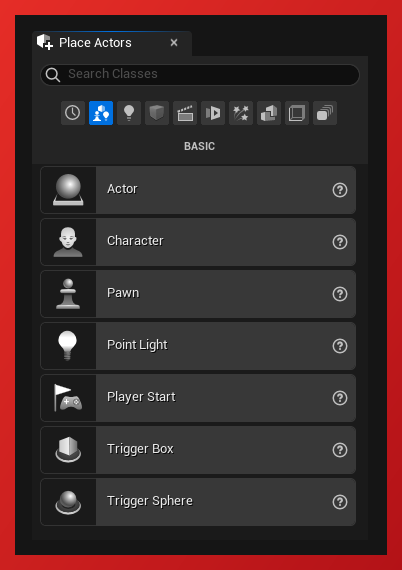 Place Actors
Search Classes
BASIC
Actor
Character
Pawn
Point Light
Player Start
Trigger Box
Trigger Sphere